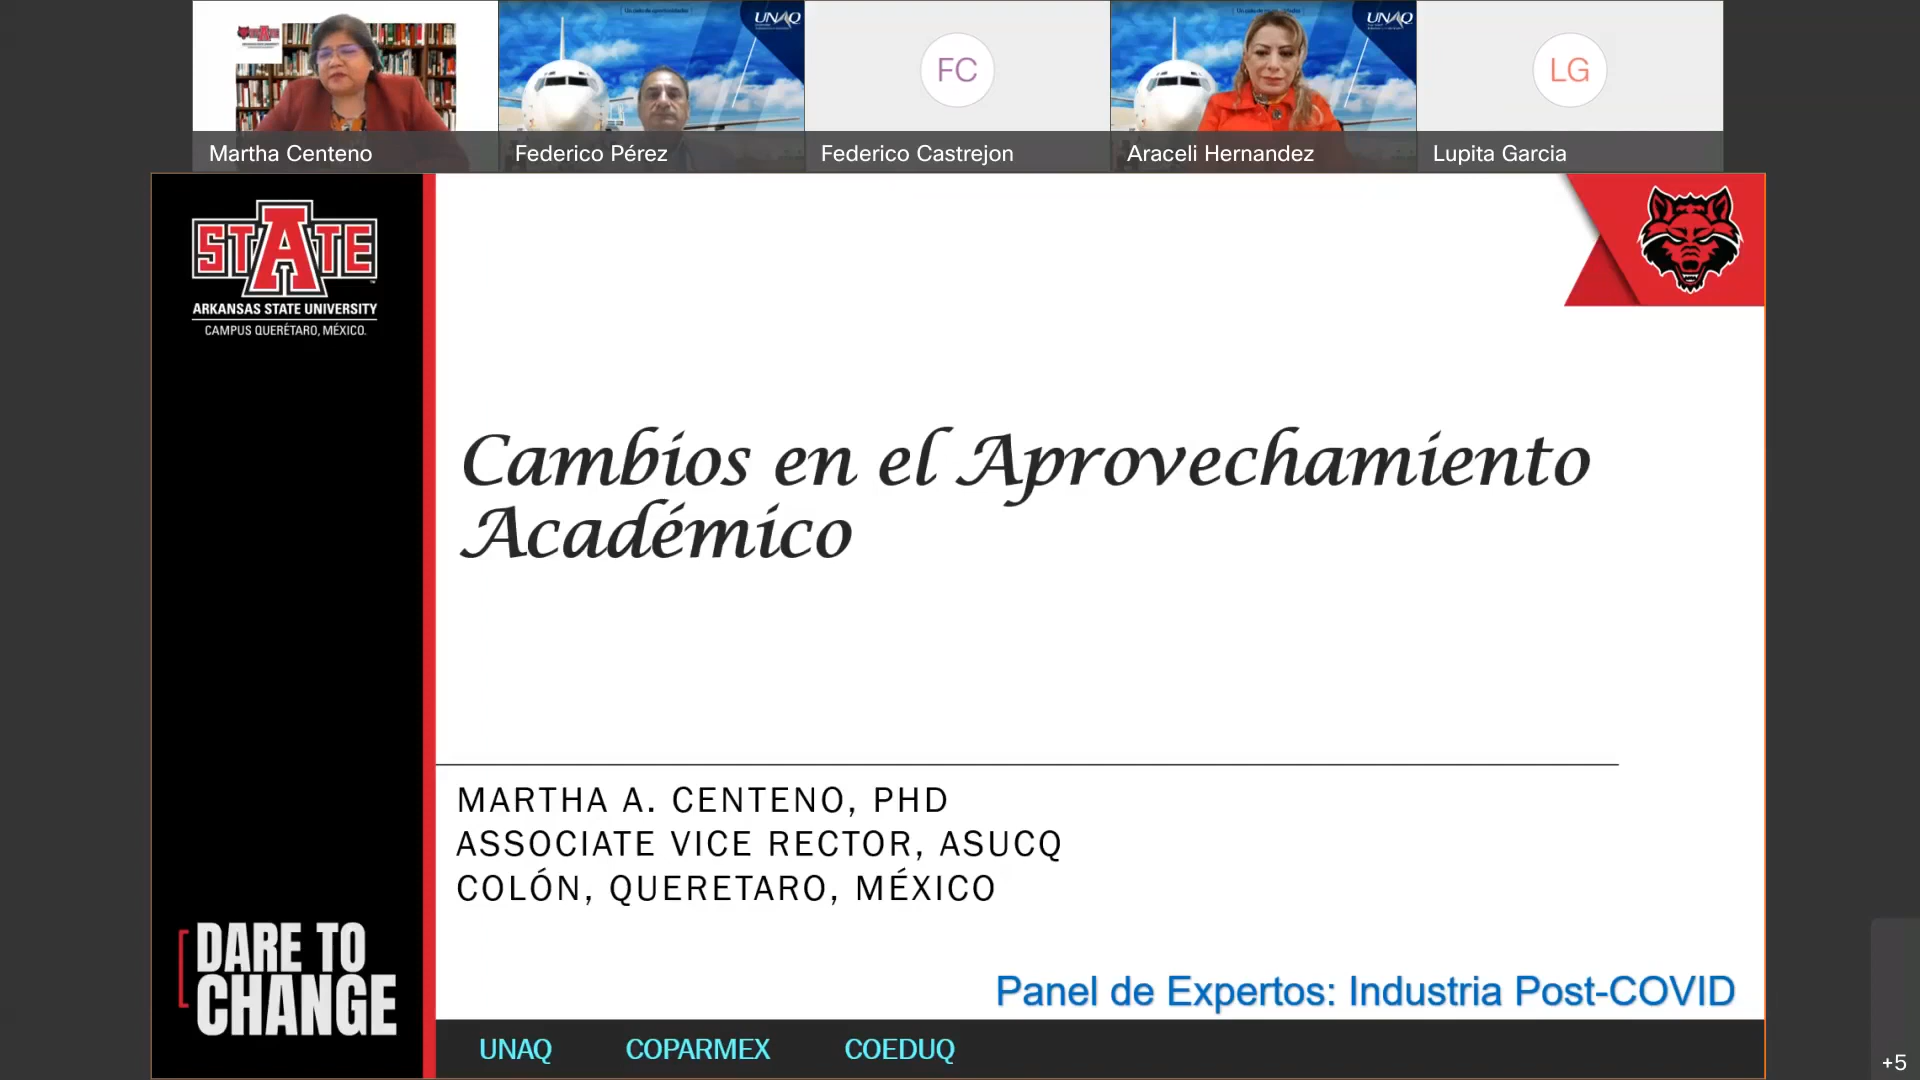 UNAQ
FC
UNAQ
LG
Martha Centeno
Federico Pérez
Federico Castrejon
Araceli Hernandez
Lupita Garcia
STATE
ARKANSAS STATE UNIVERSITY
CAMPUS QUERÉTARO, MÉXICO.
Cambios en el Aprovechamiento
Académico
MARTHA A. CENTENO, PHD
ASSOCIATE VICE RECTOR, ASUCQ
COLÓN, QUERETARO, MÉXICO
DARE TO
CHANGE
Panel de Expertos: Industria Post-COVID
UNAQ COPARMEX COEDUQ
+5